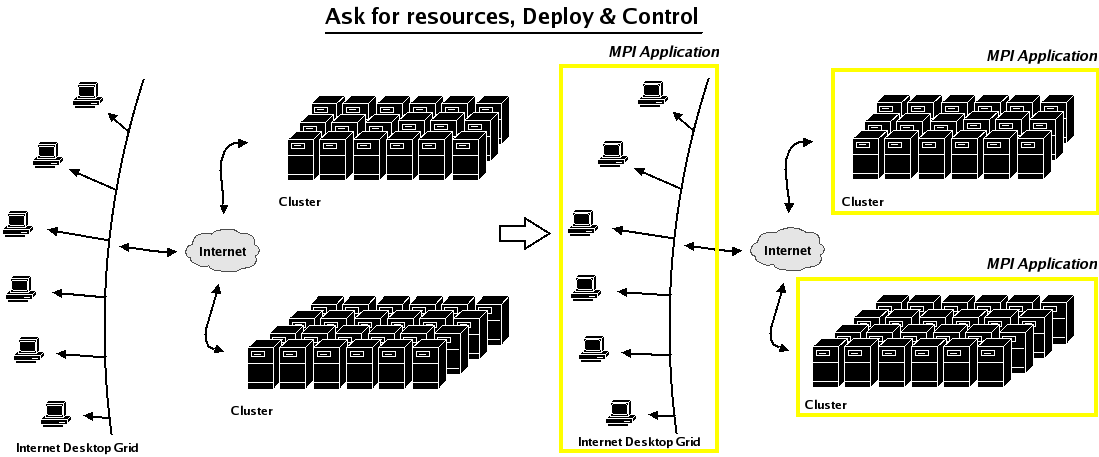 Ask for resources, Deploy & Control
MPI Application
MPI Application
Cluster
Cluster
Internet
Internet
MPI Application
Cluster
Cluster
Internet Desktop Grid
Internet Desktop Grid